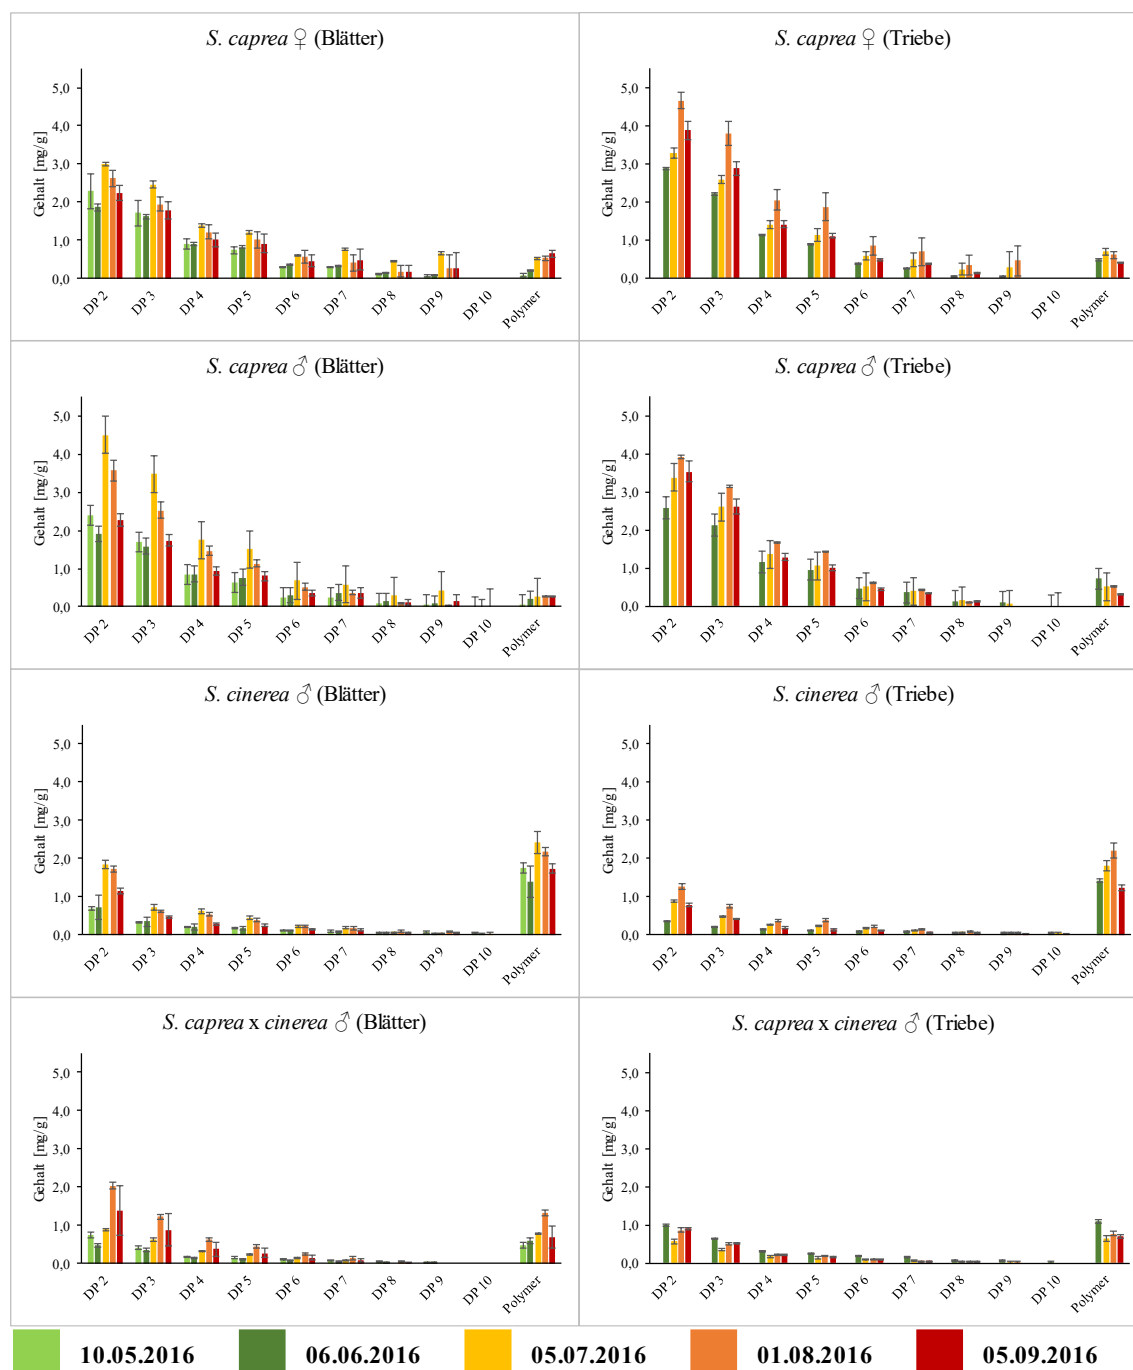 S. caprea ♀ (Blätter)
Gehalt [mg/g]
5,0
4,0
3,0
2,0
1,0
0,0
DP 2
DP 3
DP 4
DP 5
DP 6
DP 7
DP 8
DP 9
DP 10
Polymer
S. caprea ♀ (Triebe)
Gehalt [mg/g]
5,0
4,0
3,0
2,0
1,0
0,0
DP 2
DP 3
DP 4
DP 5
DP 6
DP 7
DP 8
DP 9
DP 10
Polymer
S. caprea ♂ (Blätter)
Gehalt [mg/g]
5,0
4,0
3,0
2,0
1,0
0,0
DP 2
DP 3
DP 4
DP 5
DP 6
DP 7
DP 8
DP 9
DP 10
Polymer
S. caprea ♂ (Triebe)
Gehalt [mg/g]
5,0
4,0
3,0
2,0
1,0
0,0
DP 2
DP 3
DP 4
DP 5
DP 6
DP 7
DP 8
DP 9
DP 10
Polymer
S. cinerea ♂ (Blätter)
Gehalt [mg/g]
5,0
4,0
3,0
2,0
1,0
0,0
DP 2
DP 3
DP 4
DP 5
DP 6
DP 7
DP 8
DP 9
DP 10
Polymer
S. cinerea ♂ (Triebe)
Gehalt [mg/g]
5,0
4,0
3,0
2,0
1,0
0,0
DP 2
DP 3
DP 4
DP 5
DP 6
DP 7
DP 8
DP 9
DP 10
Polymer
S. caprea x cinerea ♂ (Blätter)
Gehalt [mg/g]
5,0
4,0
3,0
2,0
1,0
0,0
DP 2
DP 3
DP 4
DP 5
DP 6
DP 7
DP 8
DP 9
DP 10
Polymer
S. caprea x cinerea ♂ (Triebe)
Gehalt [mg/g]
5,0
4,0
3,0
2,0
1,0
0,0
DP 2
DP 3
DP 4
DP 5
DP 6
DP 7
DP 8
DP 9
DP 10
Polymer
10.05.2016 06.06.2016 05.07.2016 01.08.2016 05.09.2016